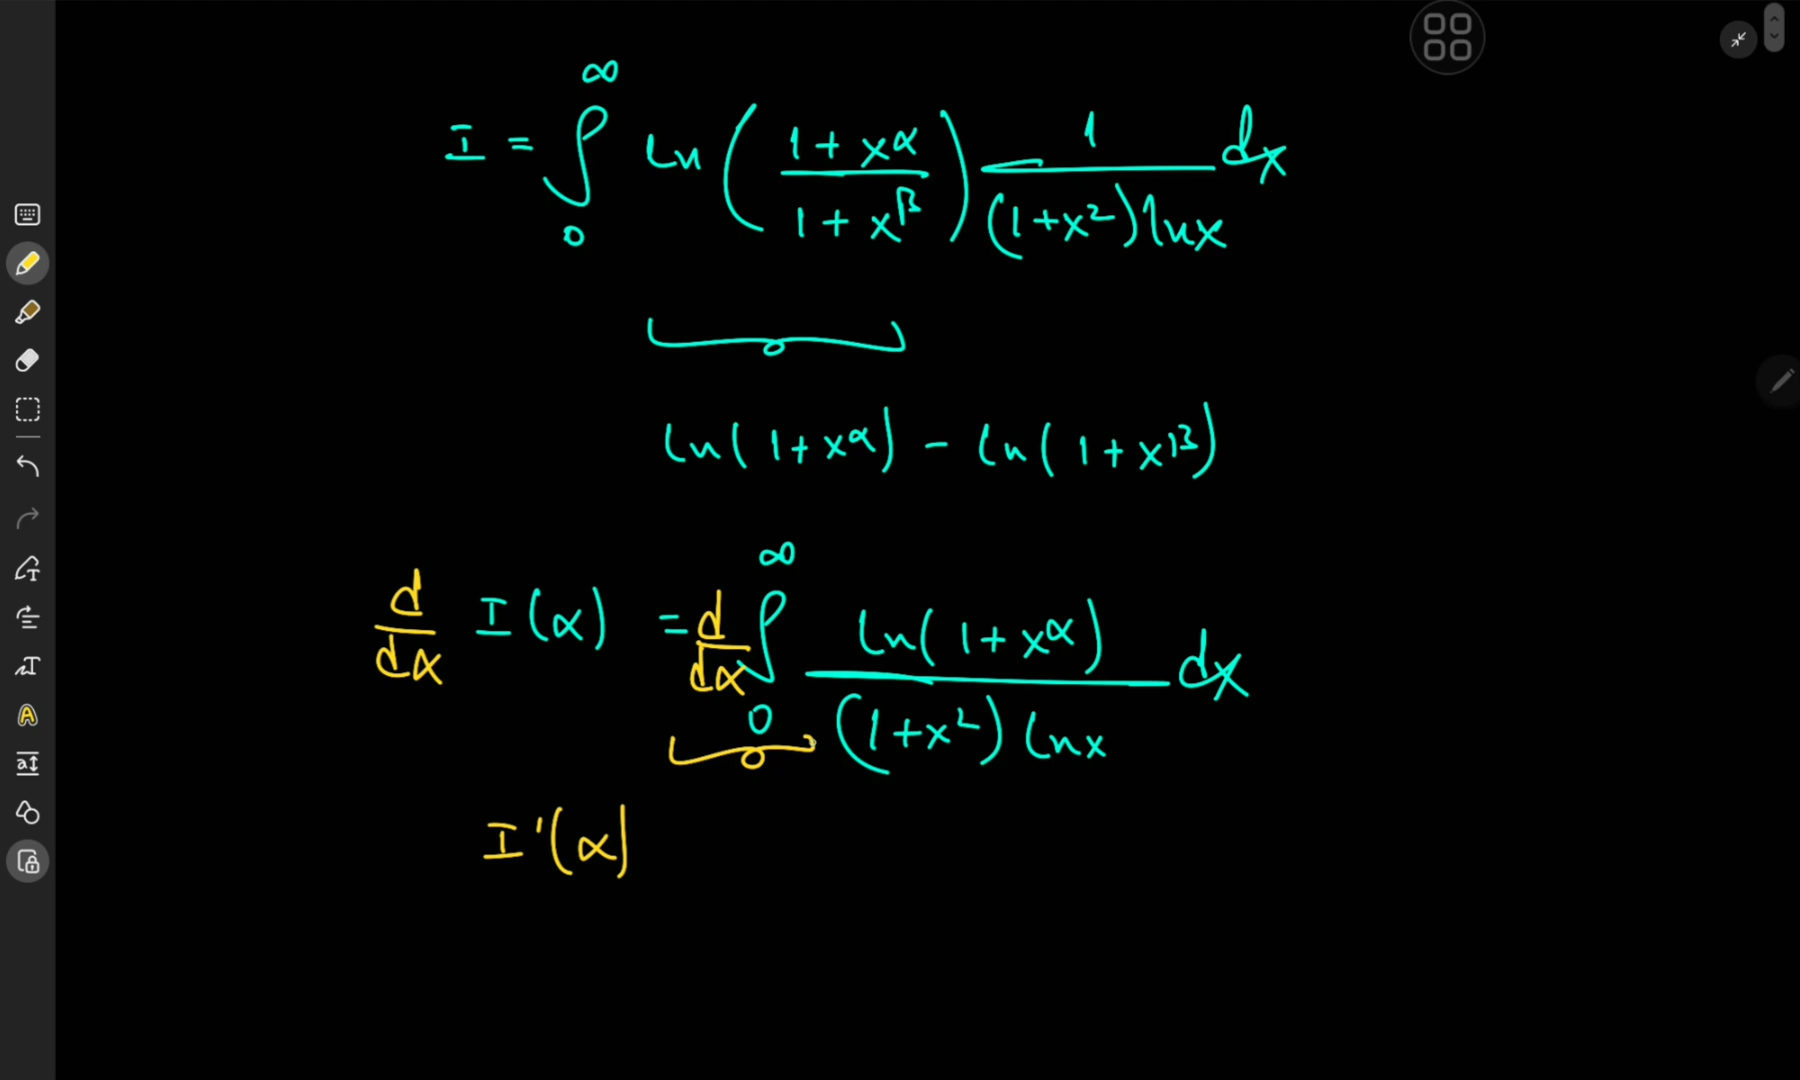 I = ∫₀^∞ ln( (1 + x^α) / (1 + x^β) ) 1 / ((1+x²) ln x) dx
ln(1+x^α) - ln(1+x^β)
d/dα I(α) = d/dα ∫₀^∞ ln(1+x^α) / ((1+x²) ln x) dx
I'(α)